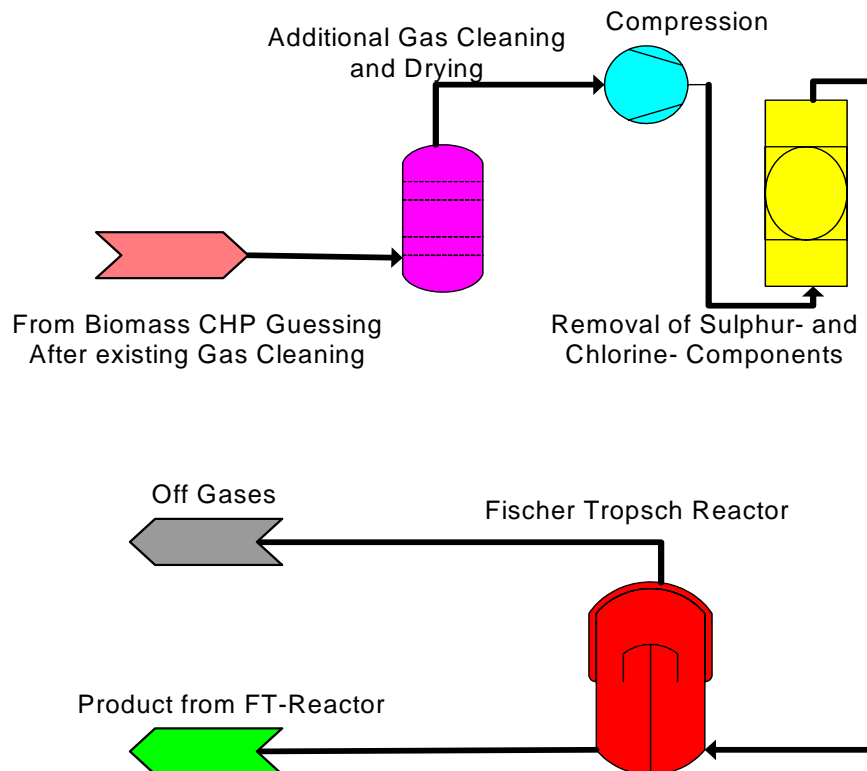 Compression
Additional Gas Cleaning
and Drying
From Biomass CHP Guessing
After existing Gas Cleaning
Removal of Sulphur- and
Chlorine- Components
Off Gases
Fischer Tropsch Reactor
Product from FT-Reactor